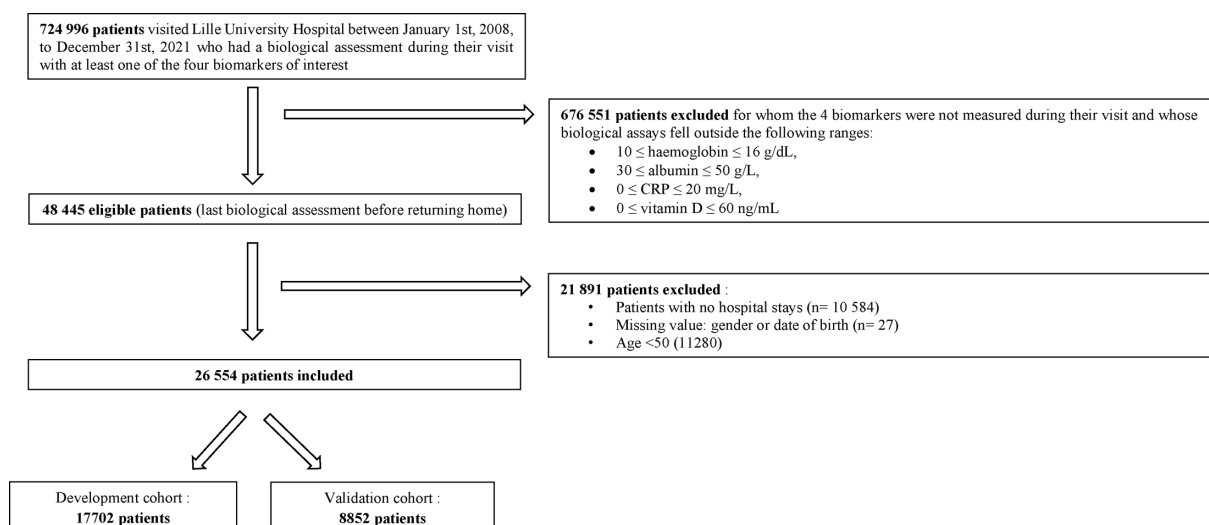 724 996 patients visited Lille University Hospital between January 1st, 2008,
to December 31st, 2021 who had a biological assessment during their visit
with at least one of the four biomarkers of interest
676 551 patients excluded for whom the 4 biomarkers were not measured during their visit and whose
biological assays fell outside the following ranges:
• 10 ≤ haemoglobin ≤ 16 g/dL,
• 30 ≤ albumin ≤ 50 g/L,
• 0 ≤ CRP ≤ 20 mg/L,
• 0 ≤ vitamin D ≤ 60 ng/mL
48 445 eligible patients (last biological assessment before returning home)
21 891 patients excluded :
• Patients with no hospital stays (n= 10 584)
• Missing value: gender or date of birth (n= 27)
• Age <50 (11280)
26 554 patients included
Development cohort :
17702 patients
Validation cohort :
8852 patients